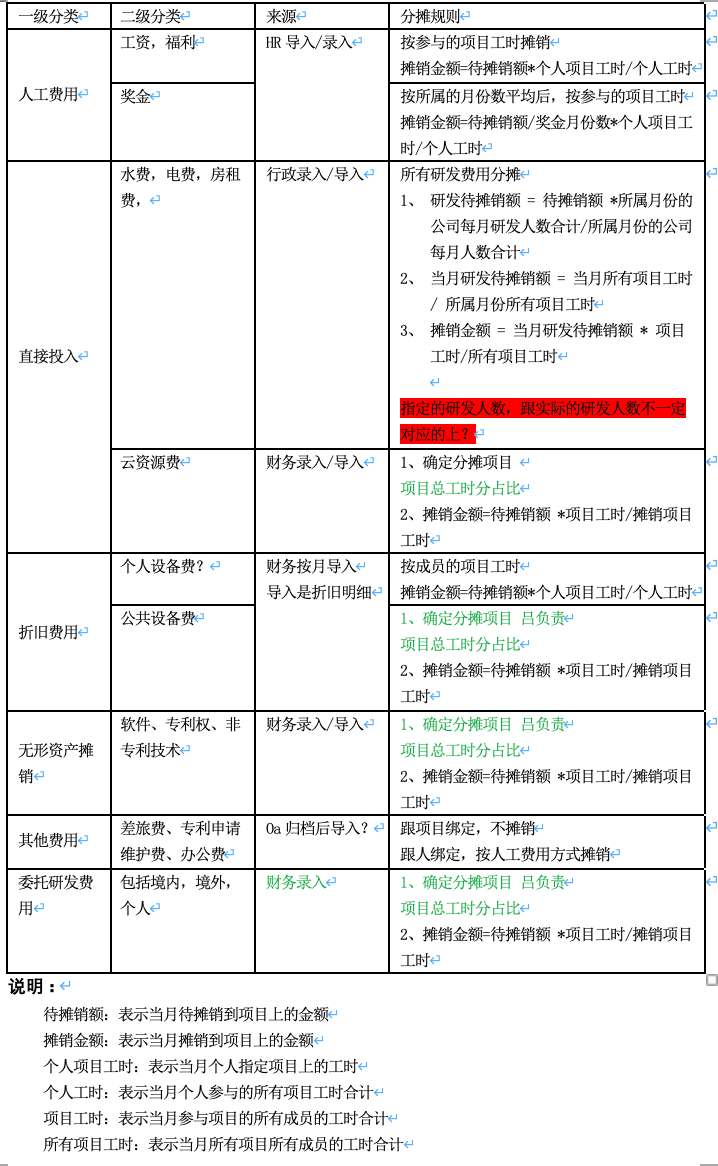 一级分类 二级分类 来源 分摊规则
人工费用
工资，福利
HR 导入/录入
按参与的项目工时摊销
摊销金额=待摊销额*个人项目工时/个人工时
奖金
按所属的月份数平均后，按参与的项目工时
摊销金额=待摊销额/奖金月份数*个人项目工
时/个人工时
直接投入
水费，电费，房租
费，
行政录入/导入
所有研发费用分摊
1、 研发待摊销额 = 待摊销额 *所属月份的
公司每月研发人数合计/所属月份的公司
每月人数合计
2、 当月研发待摊销额 = 当月所有项目工时
/ 所属月份所有项目工时
3、 摊销金额 = 当月研发待摊销额 * 项目
工时/所有项目工时
指定的研发人数，跟实际的研发人数不一定
对应的上？
云资源费
财务录入/导入
1、确定分摊项目
项目总工时分占比
2、摊销金额=待摊销额 *项目工时/摊销项目
工时
折旧费用
个人设备费？
财务按月导入
导入是折旧明细
按成员的项目工时
摊销金额=待摊销额*个人项目工时/个人工时
公共设备费
1、确定分摊项目 吕负责
项目总工时分占比
2、摊销金额=待摊销额 *项目工时/摊销项目
工时
无形资产摊
销
软件、专利权、非
专利技术
财务录入/导入
1、确定分摊项目 吕负责
项目总工时分占比
2、摊销金额=待摊销额 *项目工时/摊销项目
工时
其他费用
差旅费、专利申请
维护费、办公费
Oa 归档后导入？
跟项目绑定，不摊销
跟人绑定，按人工费用方式摊销
委托研发费
用
包括境内，境外，
个人
财务录入
1、确定分摊项目 吕负责
项目总工时分占比
2、摊销金额=待摊销额 *项目工时/摊销项目
工时
说明：
待摊销额：表示当月待摊销到项目上的金额
摊销金额：表示当月摊销到项目上的金额
个人项目工时：表示当月个人指定项目上的工时
个人工时：表示当月个人参与的所有项目工时合计
项目工时：表示当月参与项目的所有成员的工时合计
所有项目工时：表示当月所有项目所有成员的工时合计